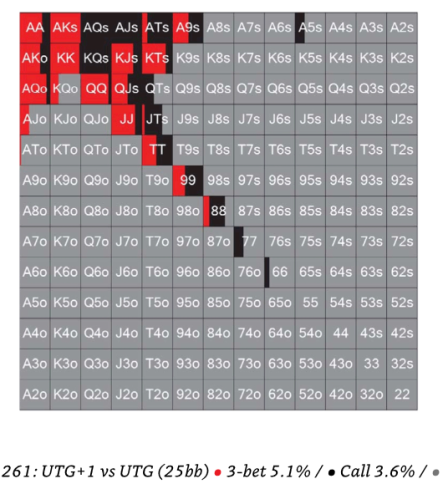 AA AKs AQs AJs ATs A9s A8s A7s A6s A5s A4s A3s A2s
AKo KK KQs KJs KTs K9s K8s K7s K6s K5s K4s K3s K2s
AQo KQo QQ QJs QTs Q9s Q8s Q7s Q6s Q5s Q4s Q3s Q2s
AJo KJo QJo JJ JTs J9s J8s J7s J6s J5s J4s J3s J2s
ATo KTo QTo JTo TT T9s T8s T7s T6s T5s T4s T3s T2s
A9o K9o Q9o J9o T9o 99 98s 97s 96s 95s 94s 93s 92s
A8o K8o Q8o J8o T8o 98o 88 87s 86s 85s 84s 83s 82s
A7o K7o Q7o J7o T7o 97o 87o 77 76s 75s 74s 73s 72s
A6o K6o Q6o J6o T6o 96o 86o 76o 66 65s 64s 63s 62s
A5o K5o Q5o J5o T5o 95o 85o 75o 65o 55 54s 53s 52s
A4o K4o Q4o J4o T4o 94o 84o 74o 64o 54o 44 43s 42s
A3o K3o Q3o J3o T3o 93o 83o 73o 63o 53o 43o 33 32s
A2o K2o Q2o J2o T2o 92o 82o 72o 62o 52o 42o 32o 22
261: UTG+1 vs UTG (25bb) • 3-bet 5.1% / • Call 3.6% / •